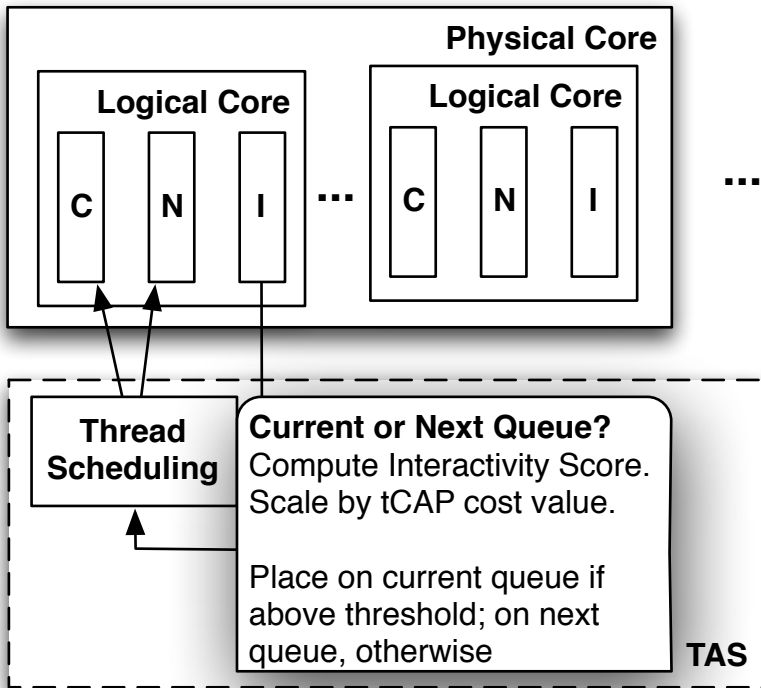 Physical Core
Logical Core
Logical Core
C
N
I
...
C
N
I
...
Thread
Scheduling
Current or Next Queue?
Compute Interactivity Score.
Scale by tCAP cost value.
Place on current queue if
above threshold; on next
queue, otherwise
TAS